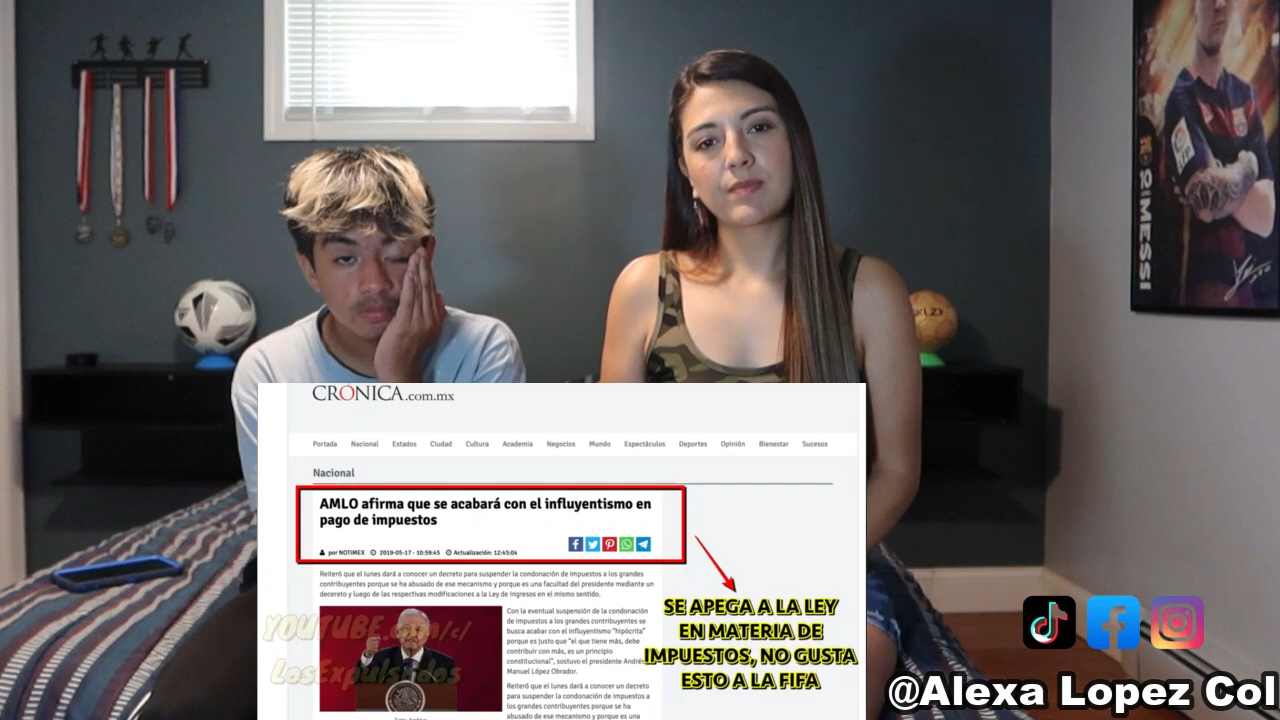 CRÓNICA.com.mx
Portada Nacional Estados Ciudad Cultura Academia Negocios Mundo Espectáculos Deportes Opinión Bienestar Sucesos
Nacional
AMLO afirma que se acabará con el influyentismo en
pago de impuestos
por NOTIMEX 2019-05-17 - 10:59:45 Actualización: 12:45:04
Reiteró que el lunes dará a conocer un decreto para suspender la condonación de impuestos a los grandes
contribuyentes porque se ha abusado de ese mecanismo y porque es una facultad del presidente mediante un
decreto y luego de las respectivas modificaciones a la Ley de Ingresos en el mismo sentido.
Con la eventual suspensión de la condonación
de impuestos a los grandes contribuyentes se
busca acabar con el influyentismo "hipócrita"
porque es justo que "el que tiene más, debe
contribuir con más, es un principio
constitucional", sostuvo el presidente Andrés
Manuel López Obrador.
Reiteró que el lunes dará a conocer un decreto
para suspender la condonación de impuestos a
los grandes contribuyentes porque se ha
abusado de ese mecanismo y porque es una
YOUTUBE.com/c/
LosExpulsados
SE APEGA A LA LEY
EN MATERIA DE
IMPUESTOS, NO GUSTA
ESTO A LA FIFA
10 MESSI
@Alexa Lopez Col